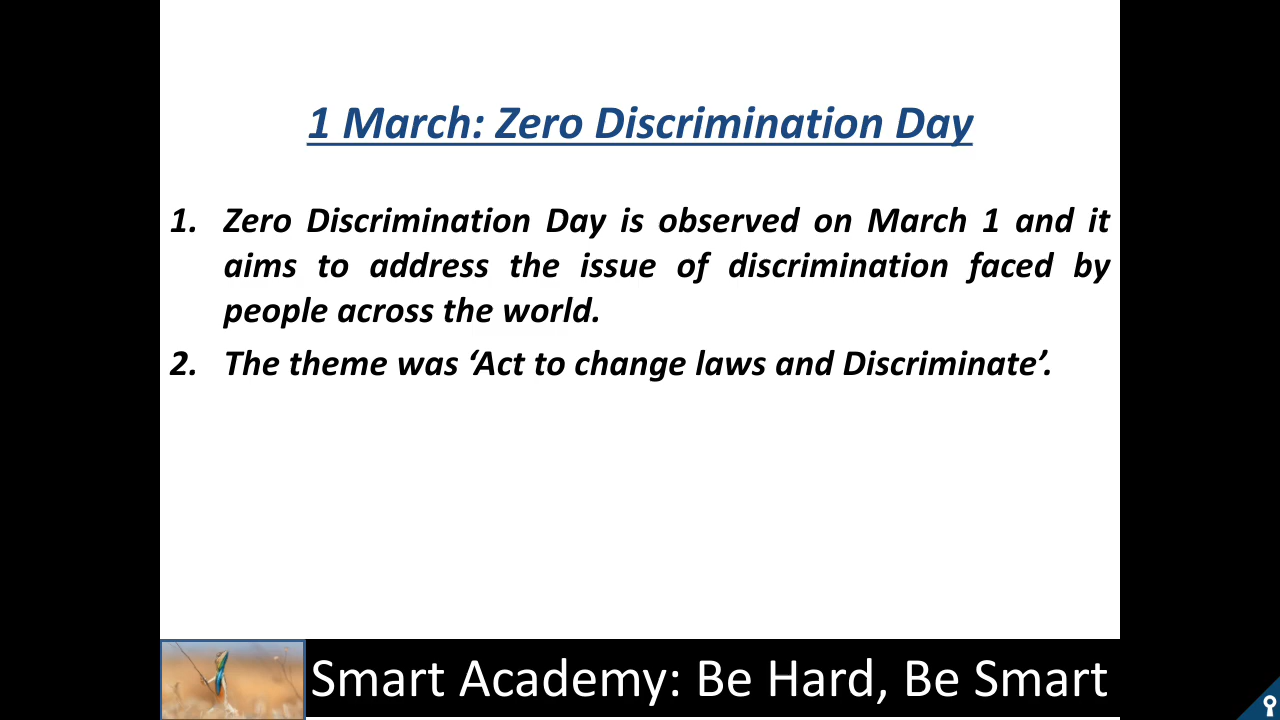 1 March: Zero Discrimination Day
1. Zero Discrimination Day is observed on March 1 and it
aims to address the issue of discrimination faced by
people across the world.
2. The theme was ‘Act to change laws and Discriminate’.
Smart Academy: Be Hard, Be Smart